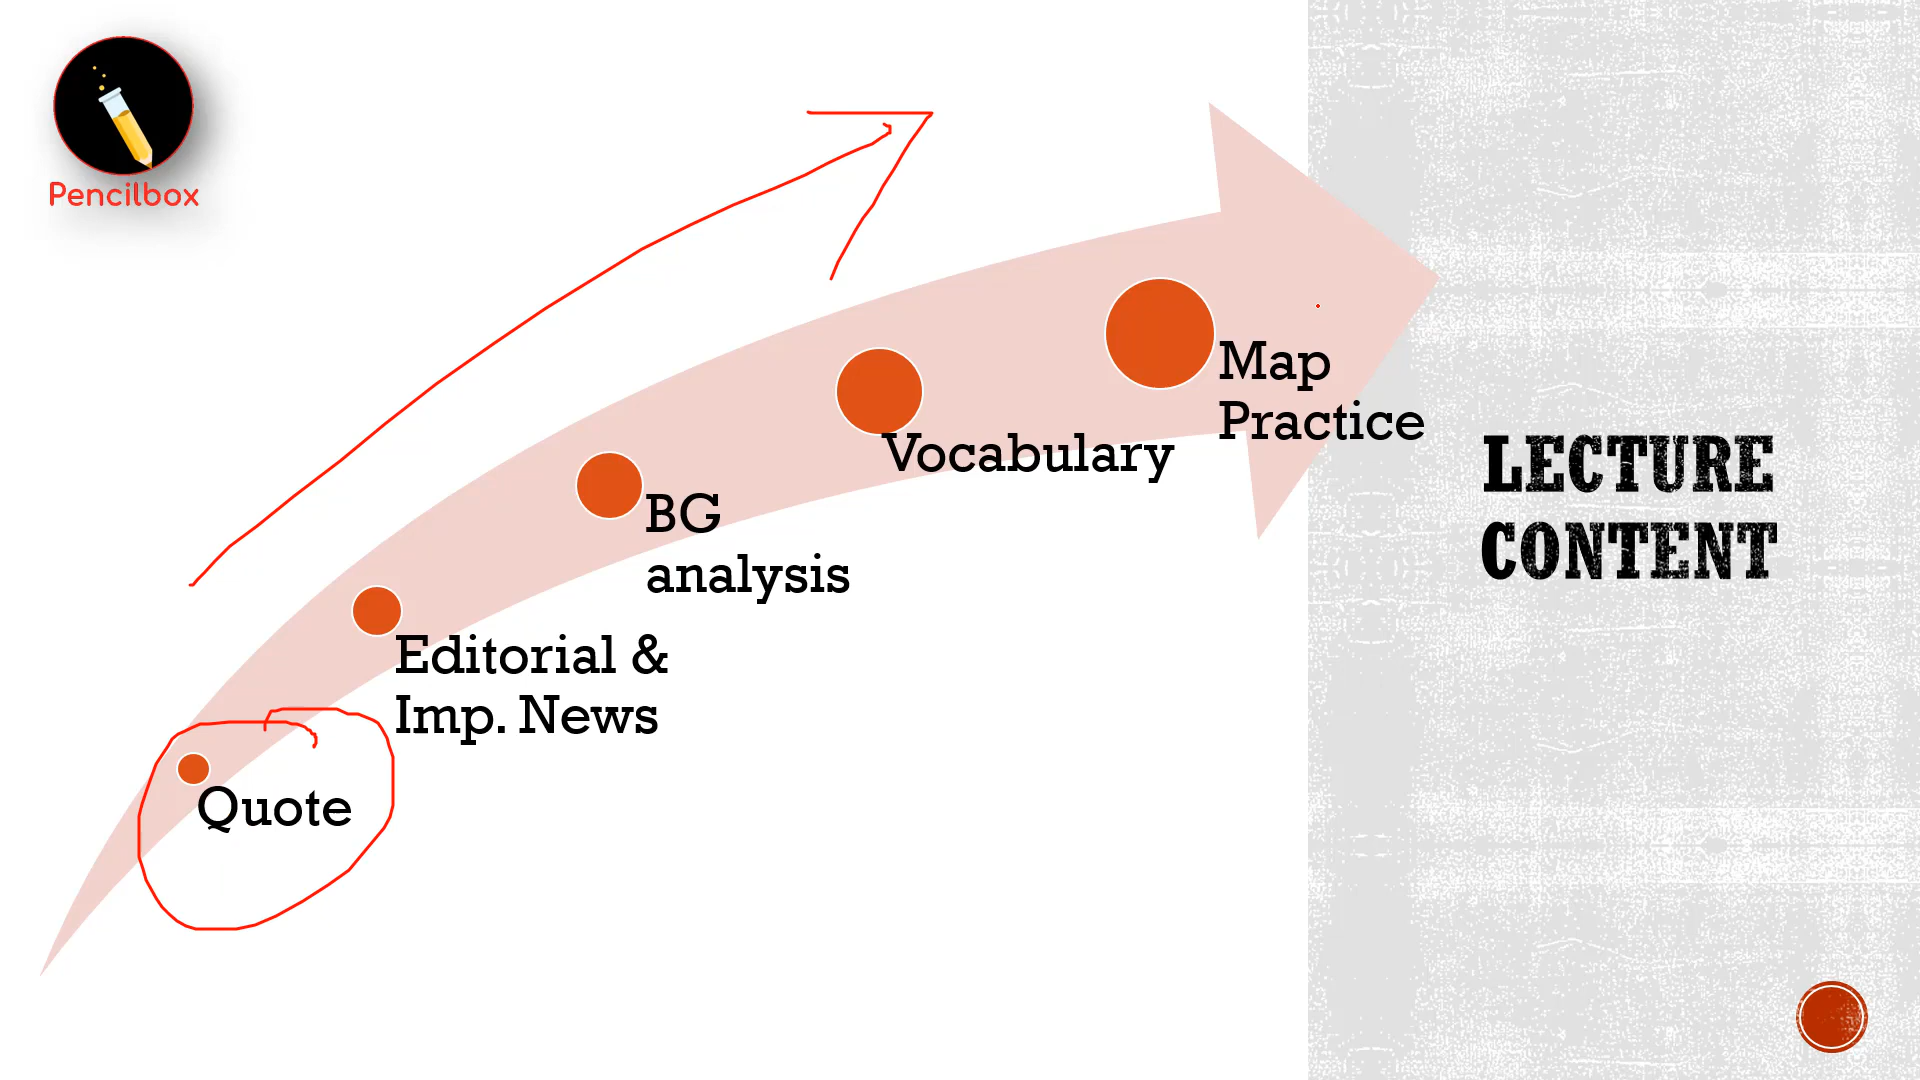 Pencilbox
Map
Practice
Vocabulary
BG
analysis
Editorial &
Imp. News
Quote
LECTURE
CONTENT